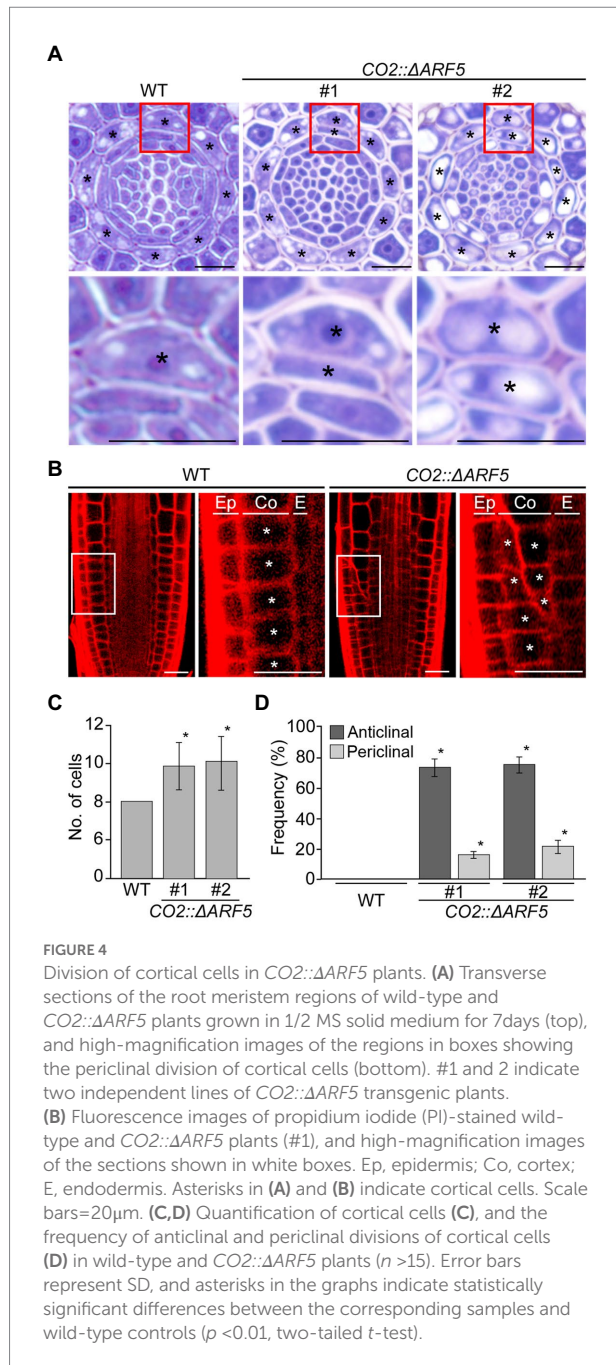 A
CO2::ΔARF5
WT #1 #2
* * * * * * * * *
* * * * * * * * * *
* * * * * * * * * * *
* * * * *
B
WT CO2::ΔARF5
Ep Co E Ep Co E
* * * * *
* * * * * * * *
C
No. of cells
12
10
8
6
4
2
0
* *
WT #1 #2
CO2::ΔARF5
D
Frequency (%)
100
80
60
40
20
0
Anticlinal
Periclinal
* * * *
WT #1 #2
CO2::ΔARF5
FIGURE 4
Division of cortical cells in CO2::ΔARF5 plants. (A) Transverse
sections of the root meristem regions of wild-type and
CO2::ΔARF5 plants grown in 1/2 MS solid medium for 7days (top),
and high-magnification images of the regions in boxes showing
the periclinal division of cortical cells (bottom). #1 and 2 indicate
two independent lines of CO2::ΔARF5 transgenic plants.
(B) Fluorescence images of propidium iodide (PI)-stained wild-
type and CO2::ΔARF5 plants (#1), and high-magnification images
of the sections shown in white boxes. Ep, epidermis; Co, cortex;
E, endodermis. Asterisks in (A) and (B) indicate cortical cells. Scale
bars=20μm. (C,D) Quantification of cortical cells (C), and the
frequency of anticlinal and periclinal divisions of cortical cells
(D) in wild-type and CO2::ΔARF5 plants (n >15). Error bars
represent SD, and asterisks in the graphs indicate statistically
significant differences between the corresponding samples and
wild-type controls (p <0.01, two-tailed t-test).